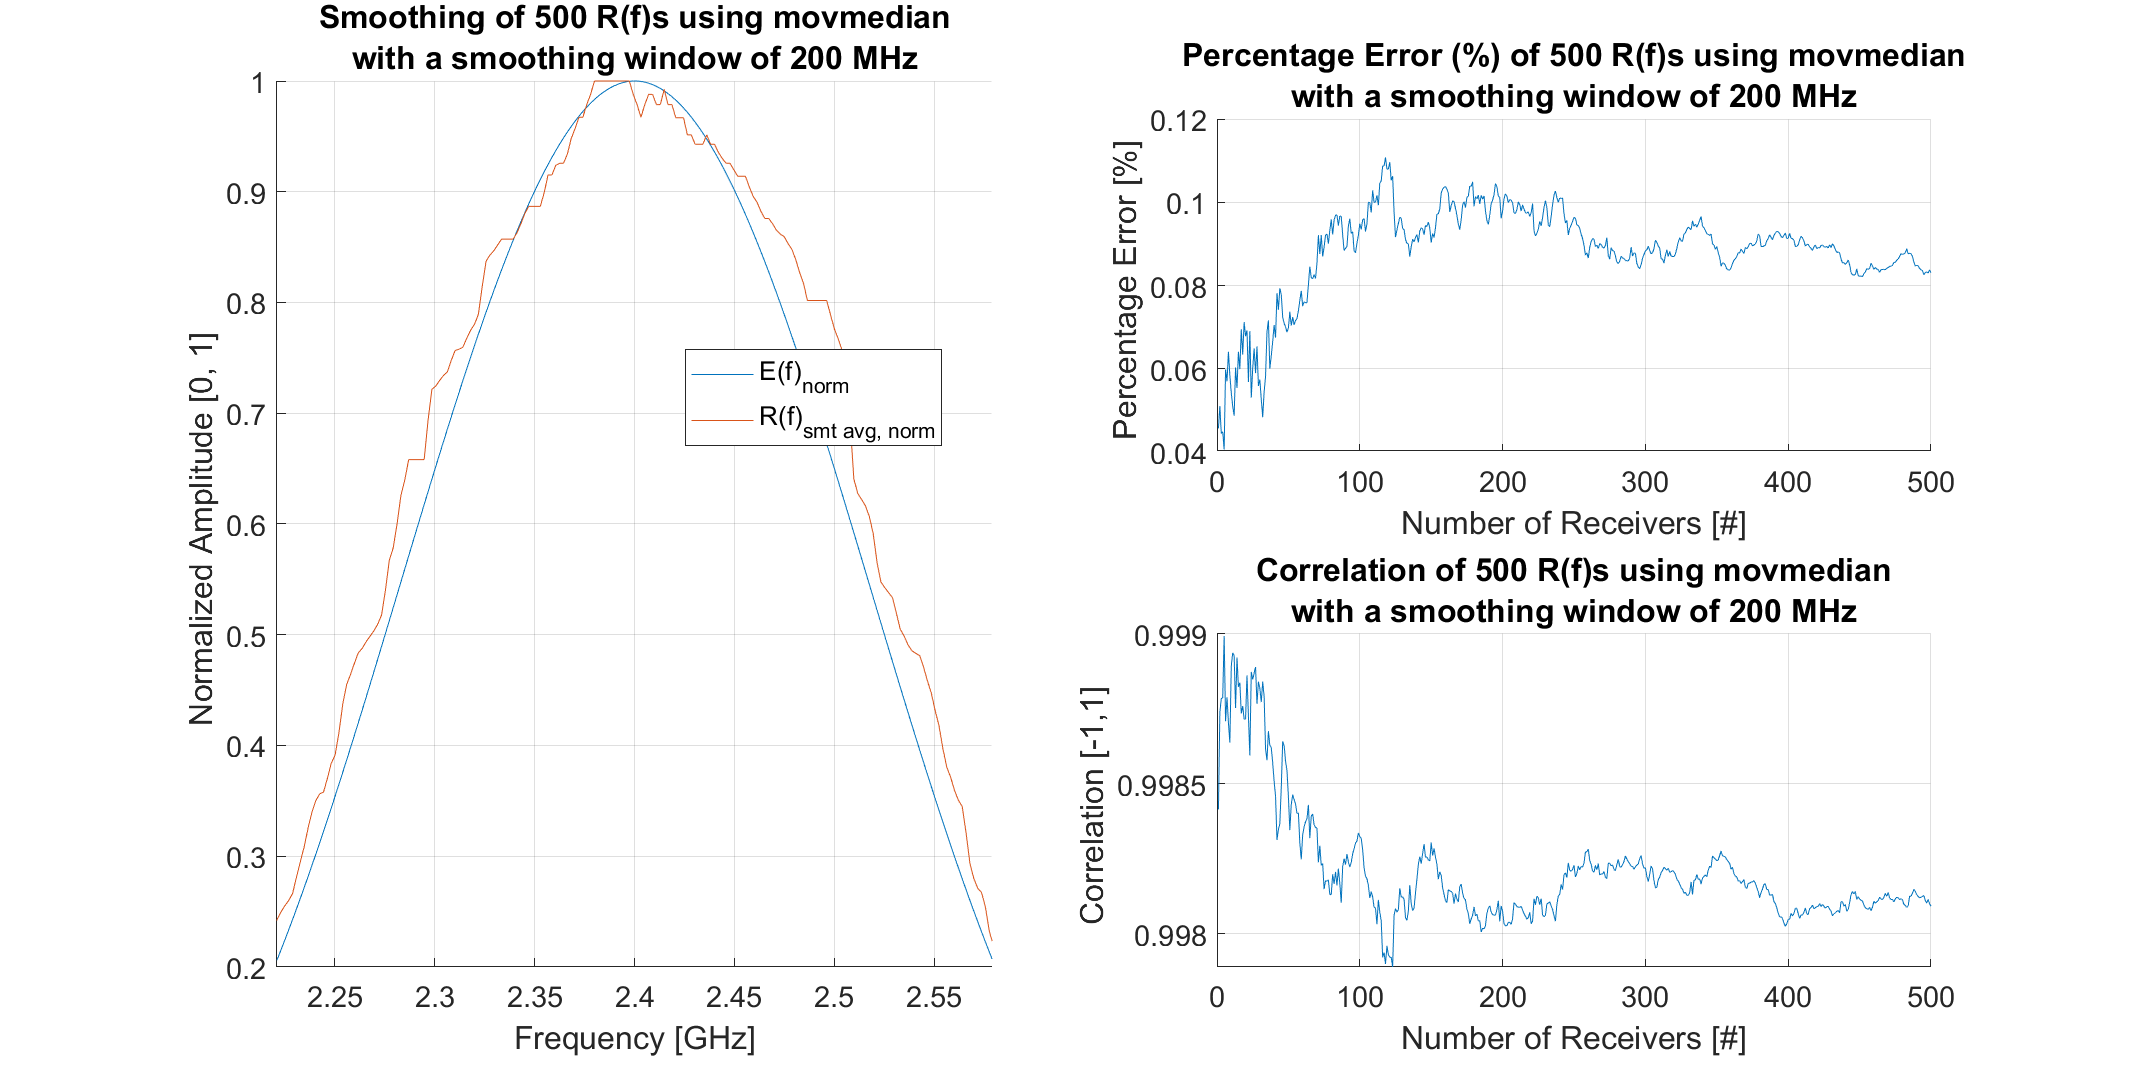 Smoothing of 500 R(f)s using movmedian
with a smoothing window of 200 MHz
1
0.9
0.8
0.7
0.6
0.5
0.4
0.3
0.2
Normalized Amplitude [0, 1]
E(f)norm
R(f)smt avg, norm
2.25 2.3 2.35 2.4 2.45 2.5 2.55
Frequency [GHz]
Percentage Error (%) of 500 R(f)s using movmedian
with a smoothing window of 200 MHz
0.12
0.1
0.08
0.06
0.04
Percentage Error [%]
0 100 200 300 400 500
Number of Receivers [#]
Correlation of 500 R(f)s using movmedian
with a smoothing window of 200 MHz
0.999
0.9985
0.998
Correlation [-1,1]
0 100 200 300 400 500
Number of Receivers [#]